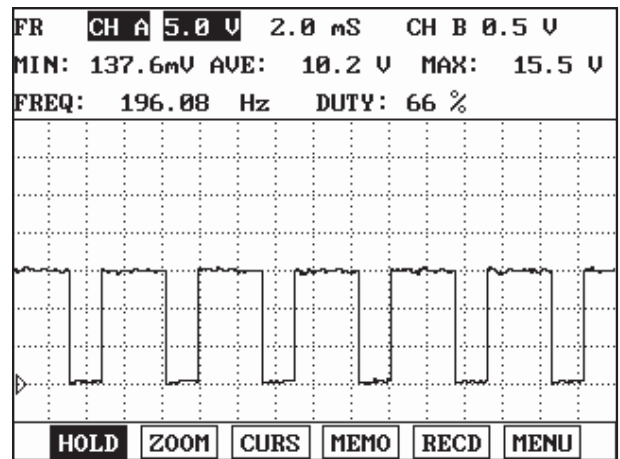 FR CH A 5.0 V 2.0 mS CH B 0.5 V
MIN: 137.6mV AVE: 10.2 V MAX: 15.5 V
FREQ: 196.08 Hz DUTY: 66 %
HOLD ZOOM CURS MEMO RECD MENU